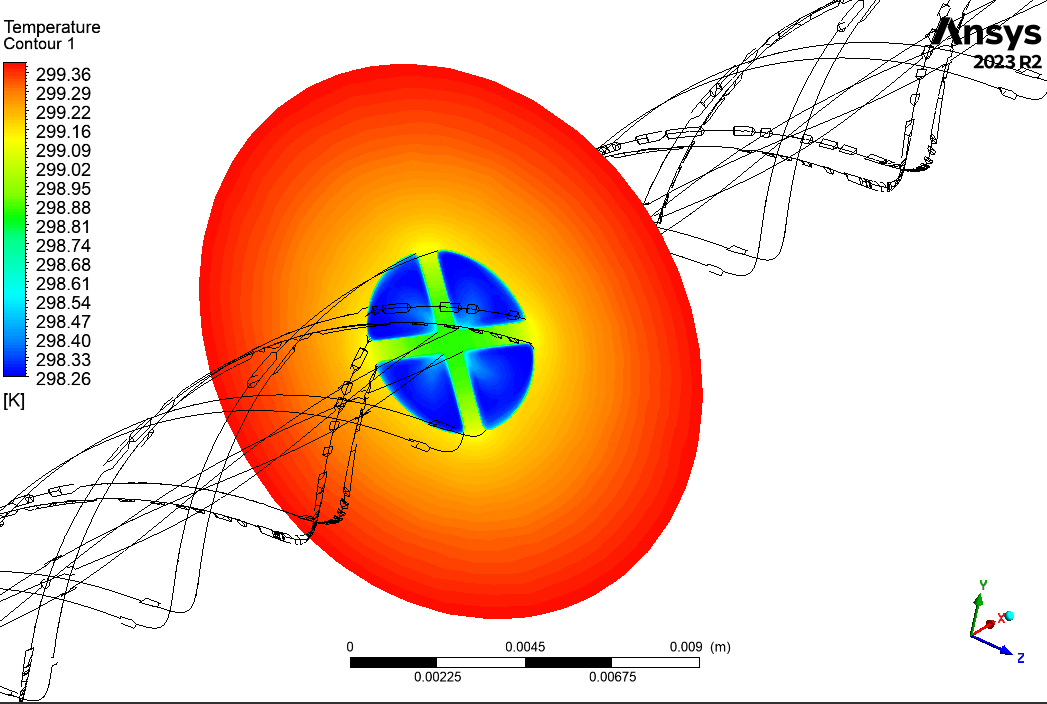 Temperature
Contour 1
299.36
299.29
299.22
299.16
299.09
299.02
298.95
298.88
298.81
298.74
298.68
298.61
298.54
298.47
298.40
298.33
298.26
[K]
Ansys
2023 R2
0 0.0045 0.009 (m)
0.00225 0.00675
Y
X
Z